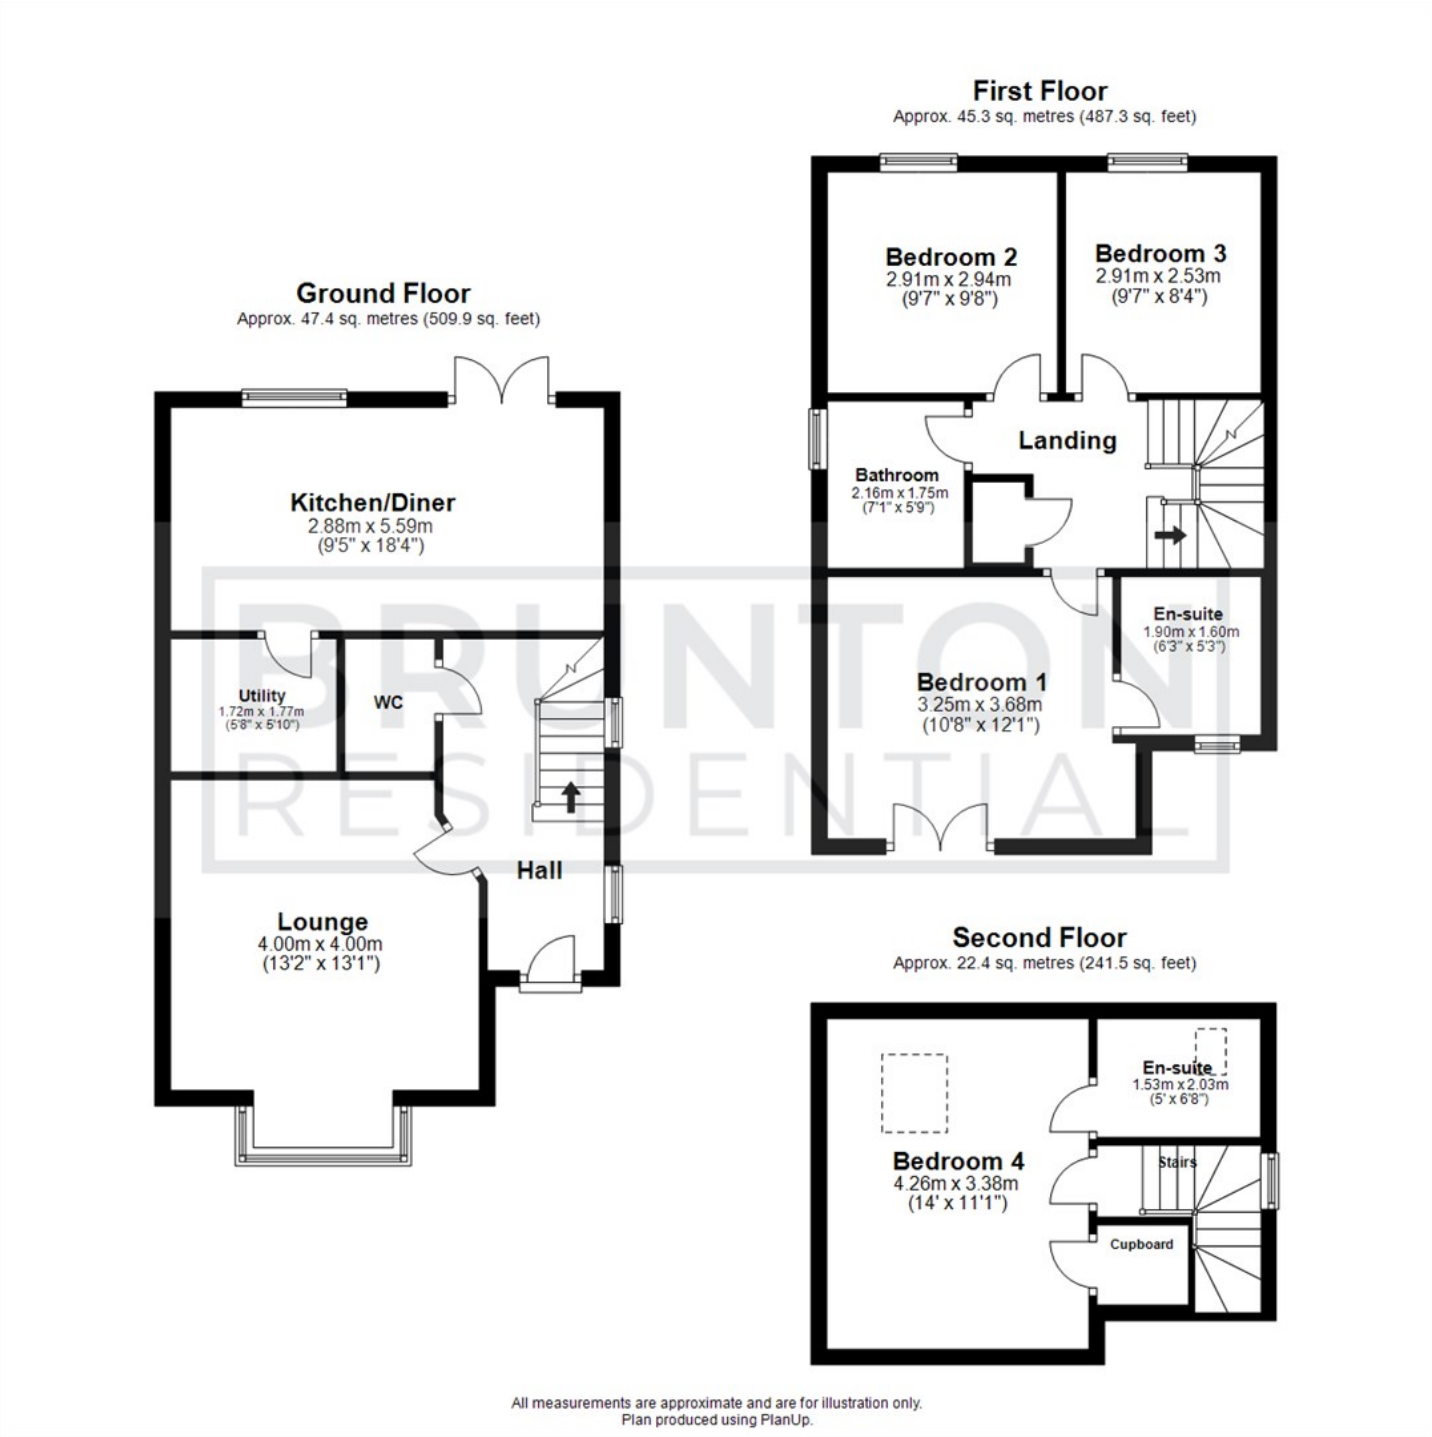 First Floor
Approx. 45.3 sq. metres (487.3 sq. feet)
Bedroom 2
2.91m x 2.94m
(9'7" x 9'8")
Bedroom 3
2.91m x 2.53m
(9'7" x 8'4")
Landing
Bathroom
2.16m x 1.75m
(7'1" x 5'9")
En-suite
1.90m x 1.60m
(6'3" x 5'3")
Bedroom 1
3.25m x 3.68m
(10'8" x 12'1")
Ground Floor
Approx. 47.4 sq. metres (509.9 sq. feet)
Kitchen/Diner
2.88m x 5.59m
(9'5" x 18'4")
Utility
1.72m x 1.77m
(5'8" x 5'10")
WC
Hall
Lounge
4.00m x 4.00m
(13'2" x 13'1")
BRUNTON
RESIDENTIAL
Second Floor
Approx. 22.4 sq. metres (241.5 sq. feet)
En-suite
1.53m x 2.03m
(5' x 6'8")
Bedroom 4
4.26m x 3.38m
(14' x 11'1")
Stairs
Cupboard
All measurements are approximate and are for illustration only.
Plan produced using PlanUp.